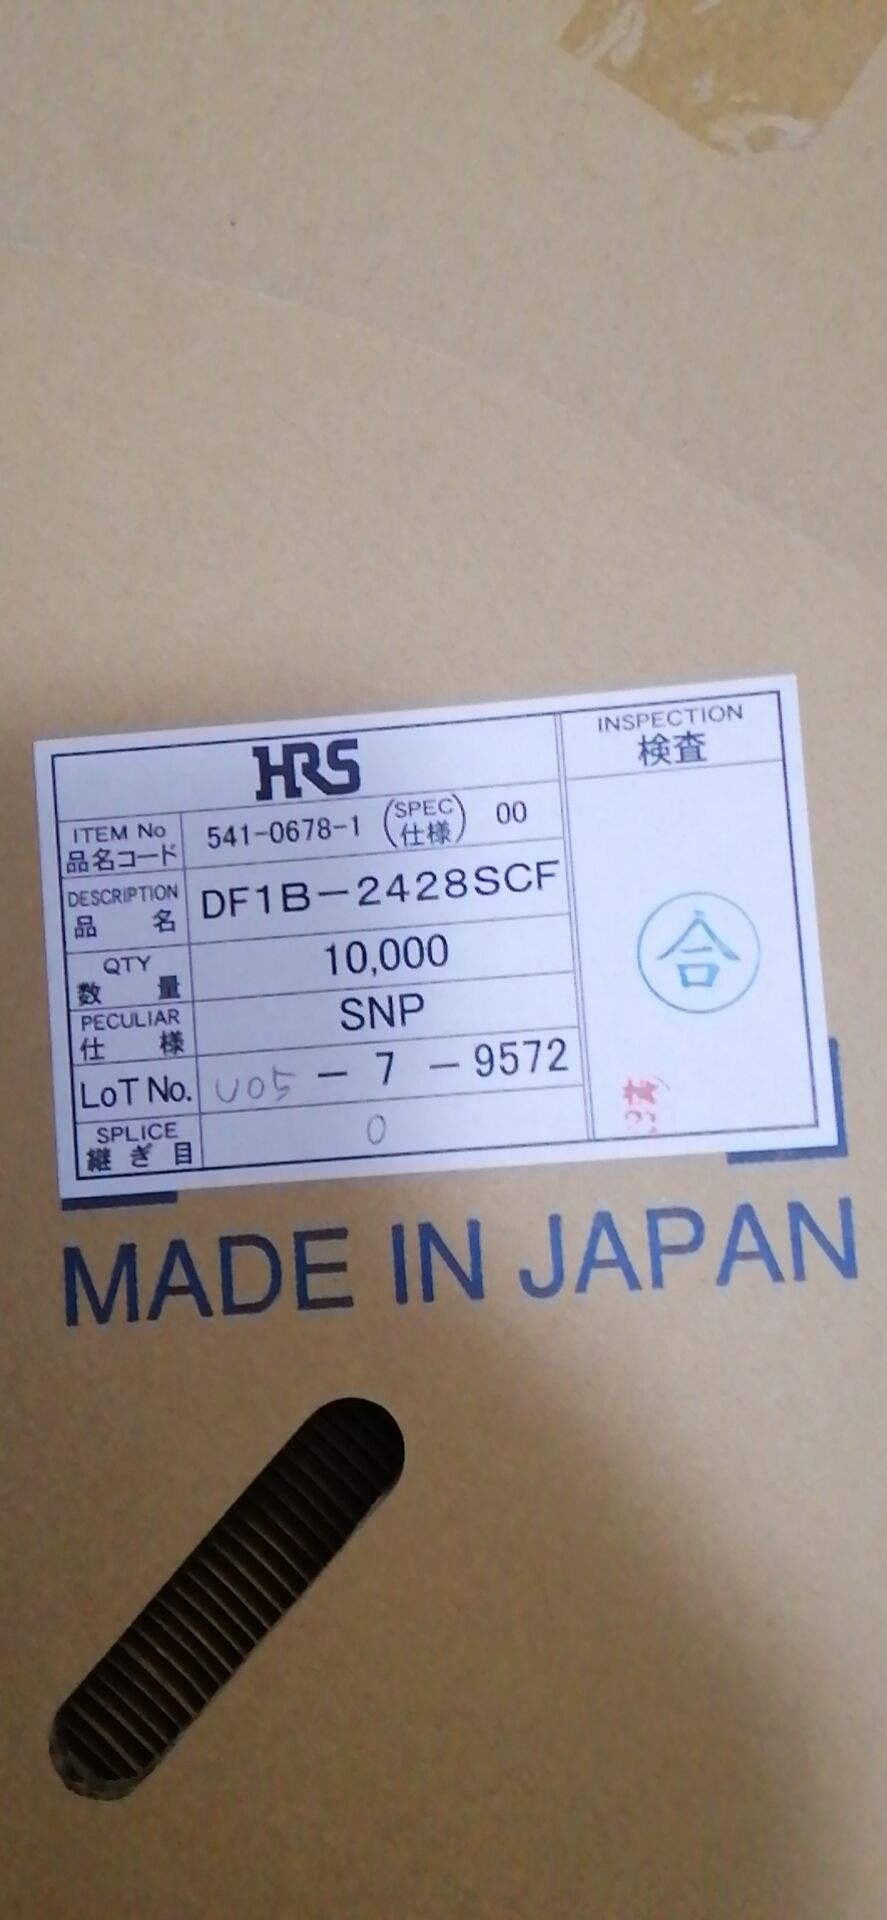 HRS
INSPECTION
検査
ITEM No
品名コード
541-0678-1 (SPEC 仕様) 00
DESCRIPTION
品 名
DF1B-2428SCF
QTY
数 量
10,000
PECULIAR
仕 様
SNP
LoT No.
U05 - 7 - 9572
SPLICE
継ぎ目
0
合
MADE IN JAPAN